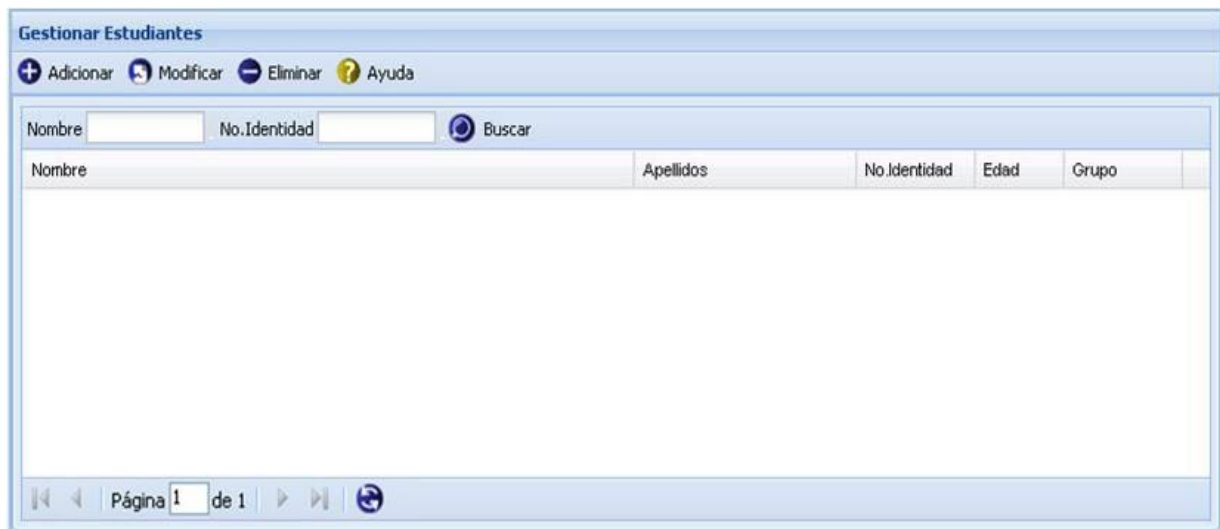 Gestionar Estudiantes
Adicionar Modificar Eliminar ? Ayuda
Nombre No.Identidad Buscar
Nombre Apellidos No.Identidad Edad Grupo
Página 1 de 1